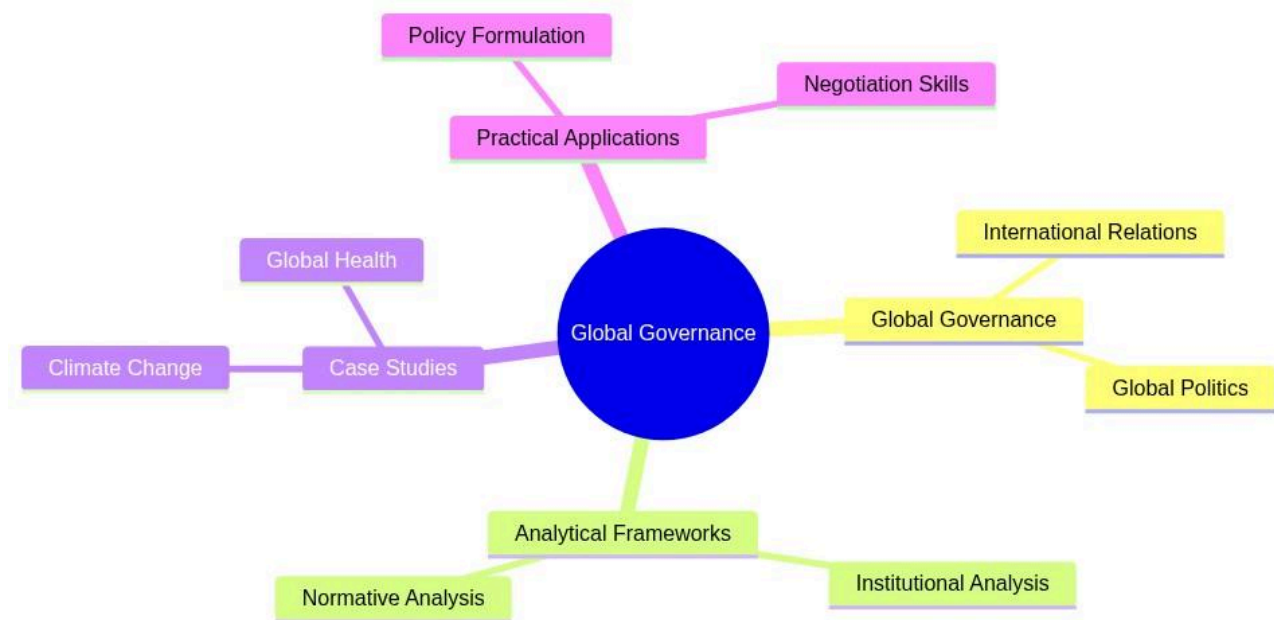 Policy Formulation
Negotiation Skills
Practical Applications
International Relations
Global Health
Global Governance
Global Governance
Climate Change
Case Studies
Global Politics
Analytical Frameworks
Institutional Analysis
Normative Analysis